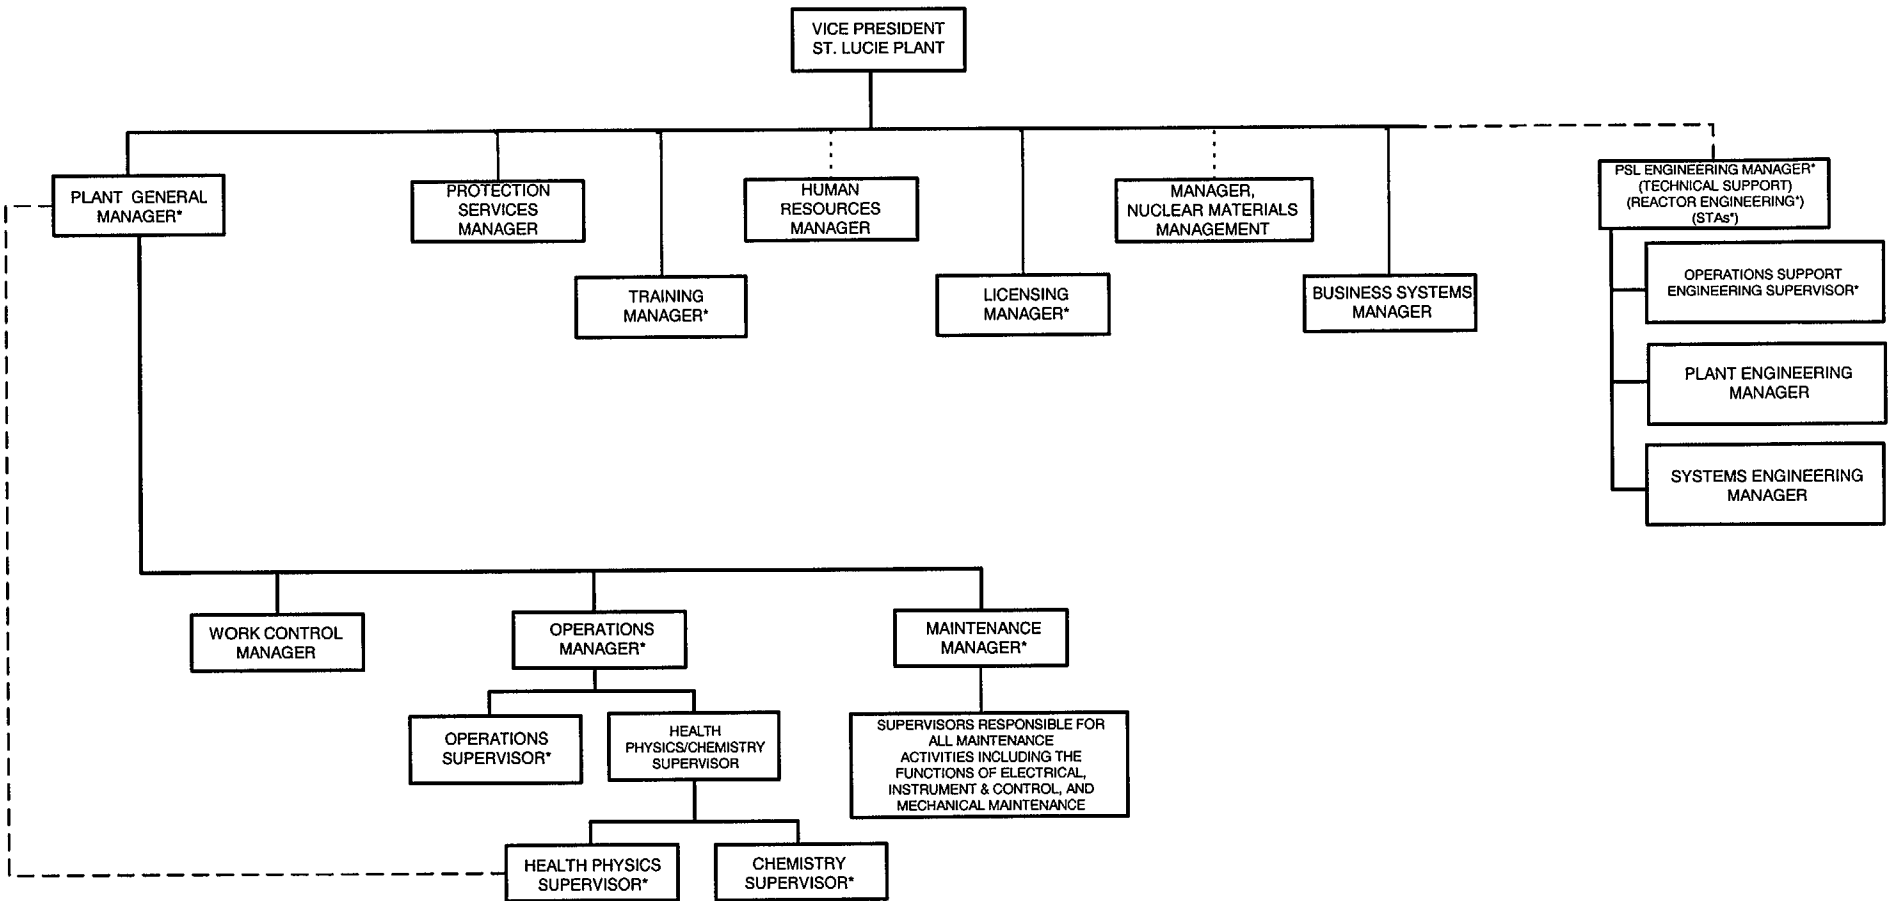 VICE PRESIDENT
ST. LUCIE PLANT
PLANT GENERAL
MANAGER*
PROTECTION
SERVICES
MANAGER
HUMAN
RESOURCES
MANAGER
MANAGER,
NUCLEAR MATERIALS
MANAGEMENT
PSL ENGINEERING MANAGER*
(TECHNICAL SUPPORT)
(REACTOR ENGINEERING*)
(STAs*)
TRAINING
MANAGER*
LICENSING
MANAGER*
BUSINESS SYSTEMS
MANAGER
OPERATIONS SUPPORT
ENGINEERING SUPERVISOR*
PLANT ENGINEERING
MANAGER
SYSTEMS ENGINEERING
MANAGER
WORK CONTROL
MANAGER
OPERATIONS
MANAGER*
MAINTENANCE
MANAGER*
OPERATIONS
SUPERVISOR*
HEALTH
PHYSICS/CHEMISTRY
SUPERVISOR
SUPERVISORS RESPONSIBLE FOR
ALL MAINTENANCE
ACTIVITIES INCLUDING THE
FUNCTIONS OF ELECTRICAL,
INSTRUMENT & CONTROL, AND
MECHANICAL MAINTENANCE
HEALTH PHYSICS
SUPERVISOR*
CHEMISTRY
SUPERVISOR*